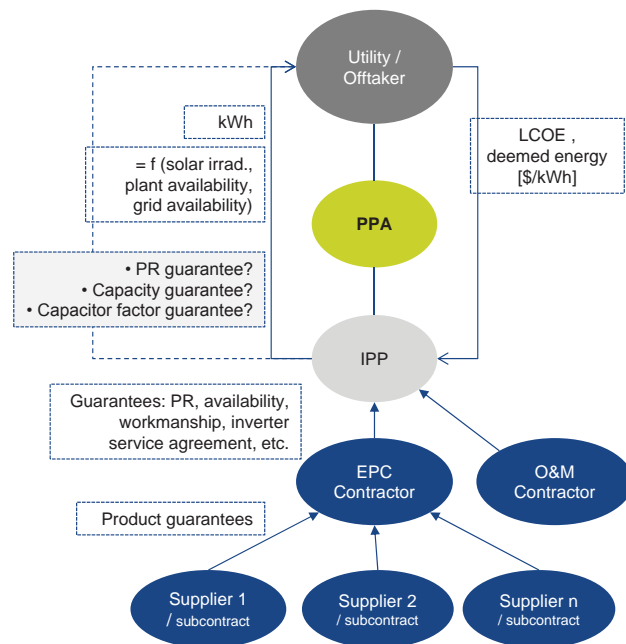 Utility /
Offtaker
kWh
= f (solar irrad.,
plant availability,
grid availability)
LCOE ,
deemed energy
[$/kWh]
PPA
• PR guarantee?
• Capacity guarantee?
• Capacitor factor guarantee?
IPP
Guarantees: PR, availability,
workmanship, inverter
service agreement, etc.
EPC
Contractor
O&M
Contractor
Product guarantees
Supplier 1
/ subcontract
Supplier 2
/ subcontract
Supplier n
/ subcontract